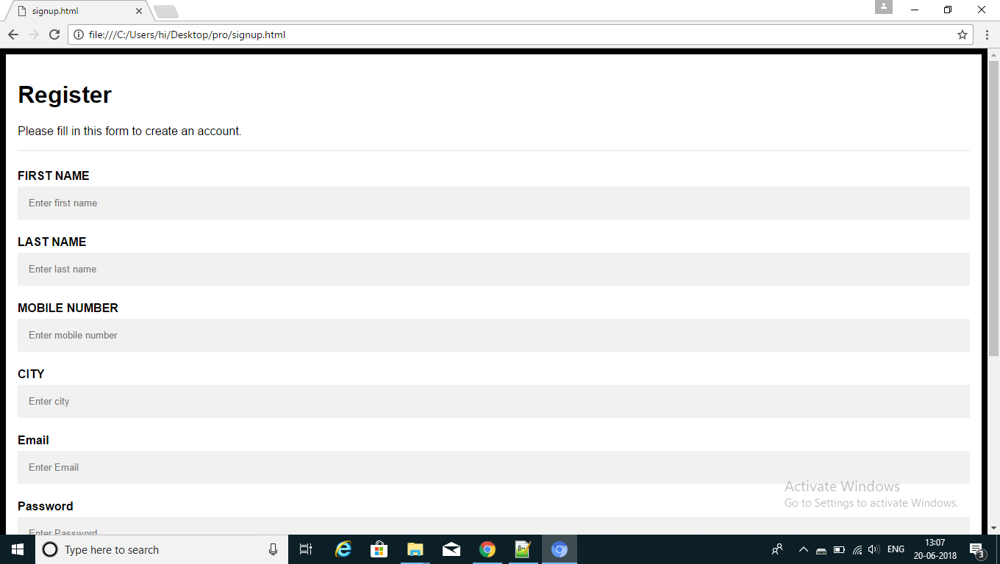 signup.html
file:///C:/Users/hi/Desktop/pro/signup.html
Register
Please fill in this form to create an account.
FIRST NAME
Enter first name
LAST NAME
Enter last name
MOBILE NUMBER
Enter mobile number
CITY
Enter city
Email
Enter Email
Activate Windows
Go to Settings to activate Windows.
Password
Enter Password
Type here to search
ENG
13:07
20-06-2018
3